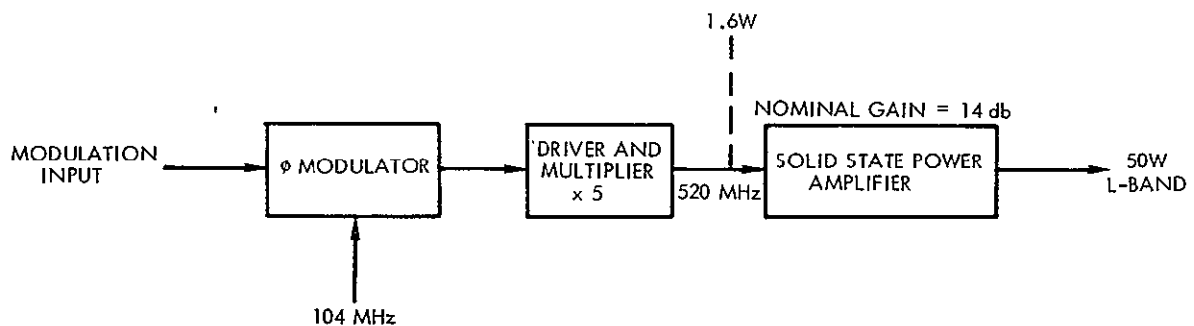 1.6W
NOMINAL GAIN = 14 db
MODULATION
INPUT
φ MODULATOR
DRIVER AND
MULTIPLIER
x 5
520 MHz
SOLID STATE POWER
AMPLIFIER
50W
L-BAND
104 MHz